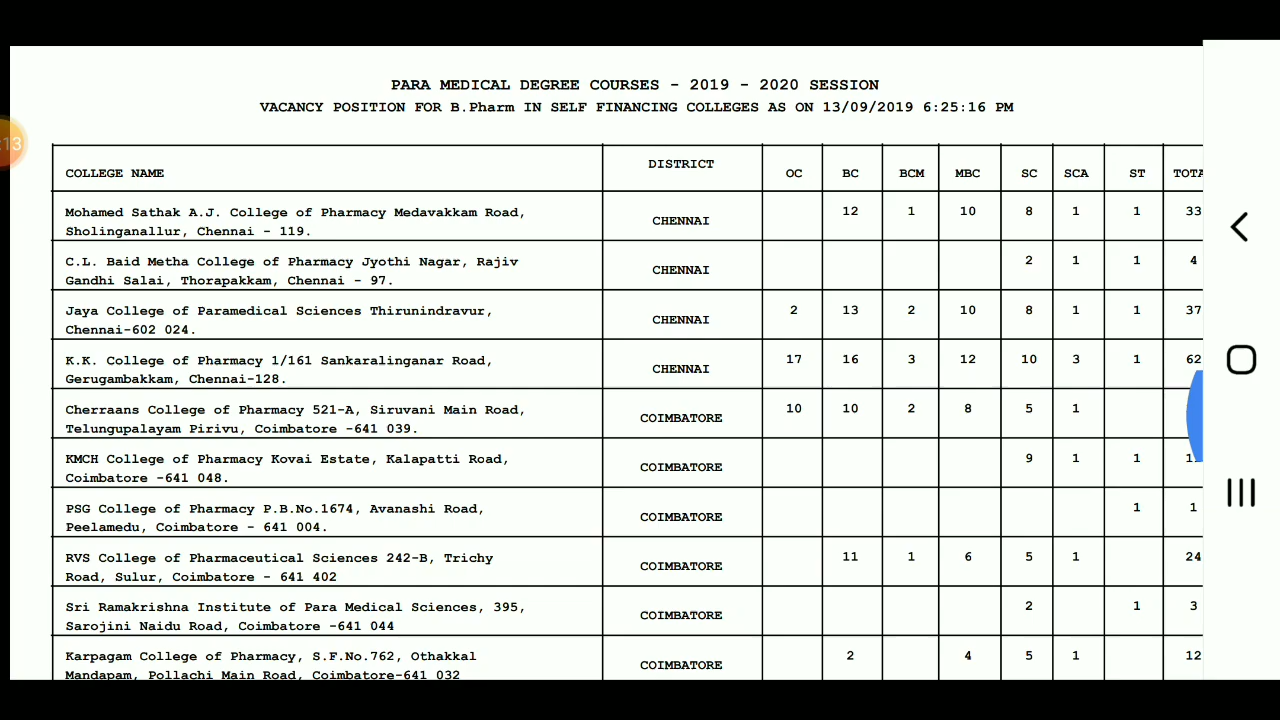 PARA MEDICAL DEGREE COURSES - 2019 - 2020 SESSION
VACANCY POSITION FOR B.Pharm IN SELF FINANCING COLLEGES AS ON 13/09/2019 6:25:16 PM
:13
COLLEGE NAME DISTRICT OC BC BCM MBC SC SCA ST TOTA
Mohamed Sathak A.J. College of Pharmacy Medavakkam Road,
Sholinganallur, Chennai - 119.
CHENNAI 12 1 10 8 1 1 33
C.L. Baid Metha College of Pharmacy Jyothi Nagar, Rajiv
Gandhi Salai, Thorapakkam, Chennai - 97.
CHENNAI 2 1 1 4
Jaya College of Paramedical Sciences Thirunindravur,
Chennai-602 024.
CHENNAI 2 13 2 10 8 1 1 37
K.K. College of Pharmacy 1/161 Sankaralinganar Road,
Gerugambakkam, Chennai-128.
CHENNAI 17 16 3 12 10 3 1 62
Cherraans College of Pharmacy 521-A, Siruvani Main Road,
Telungupalayam Pirivu, Coimbatore -641 039.
COIMBATORE 10 10 2 8 5 1
KMCH College of Pharmacy Kovai Estate, Kalapatti Road,
Coimbatore -641 048.
COIMBATORE 9 1 1
PSG College of Pharmacy P.B.No.1674, Avanashi Road,
Peelamedu, Coimbatore - 641 004.
COIMBATORE 1 1
RVS College of Pharmaceutical Sciences 242-B, Trichy
Road, Sulur, Coimbatore - 641 402
COIMBATORE 11 1 6 5 1 24
Sri Ramakrishna Institute of Para Medical Sciences, 395,
Sarojini Naidu Road, Coimbatore -641 044
COIMBATORE 2 1 3
Karpagam College of Pharmacy, S.F.No.762, Othakkal
Mandapam, Pollachi Main Road, Coimbatore-641 032
COIMBATORE 2 4 5 1 12